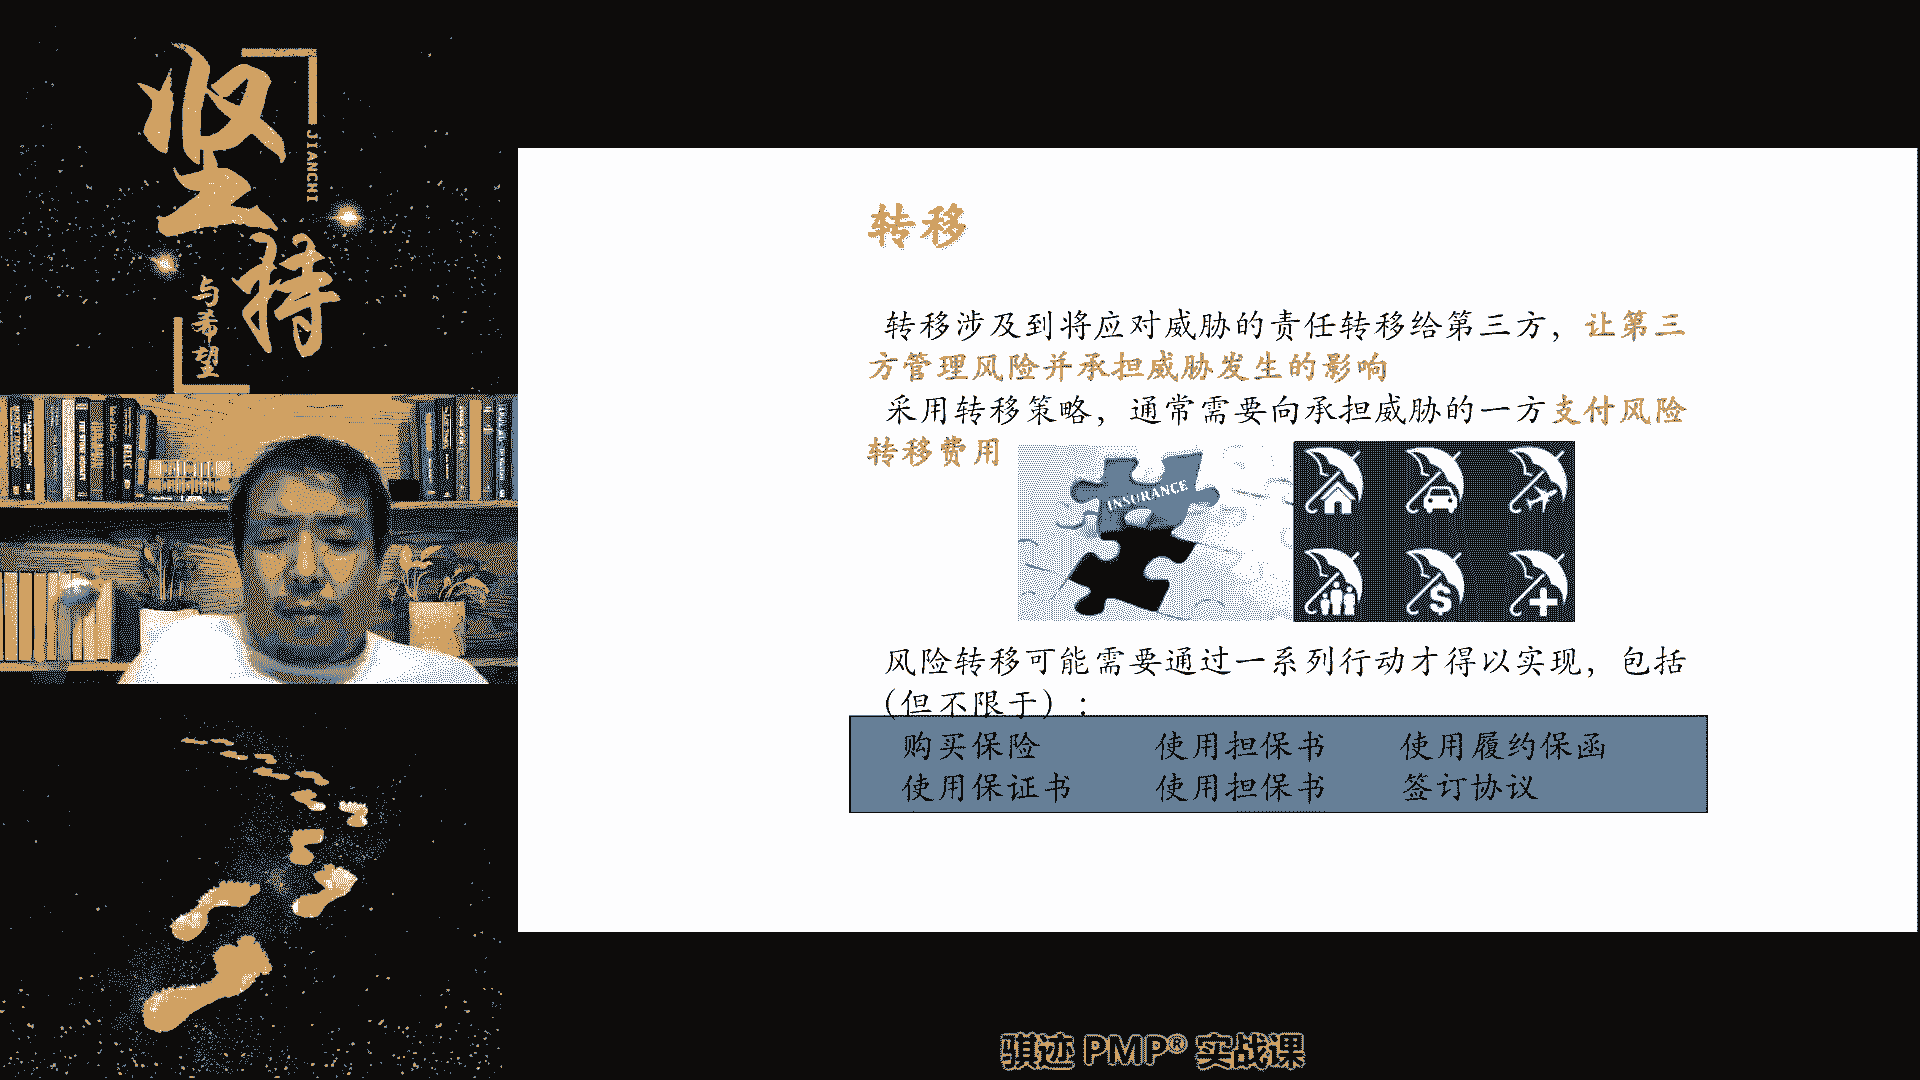 坚持
JIANCHI
与希望
转移
转移涉及到将应对威胁的责任转移给第三方，让第三
方管理风险并承担威胁发生的影响
采用转移策略，通常需要向承担威胁的一方支付风险
转移费用
INSURANCE
$
风险转移可能需要通过一系列行动才得以实现，包括
（但不限于）：
购买保险 使用担保书 使用履约保函
使用保证书 使用担保书 签订协议
骐迹 PMP® 实战课